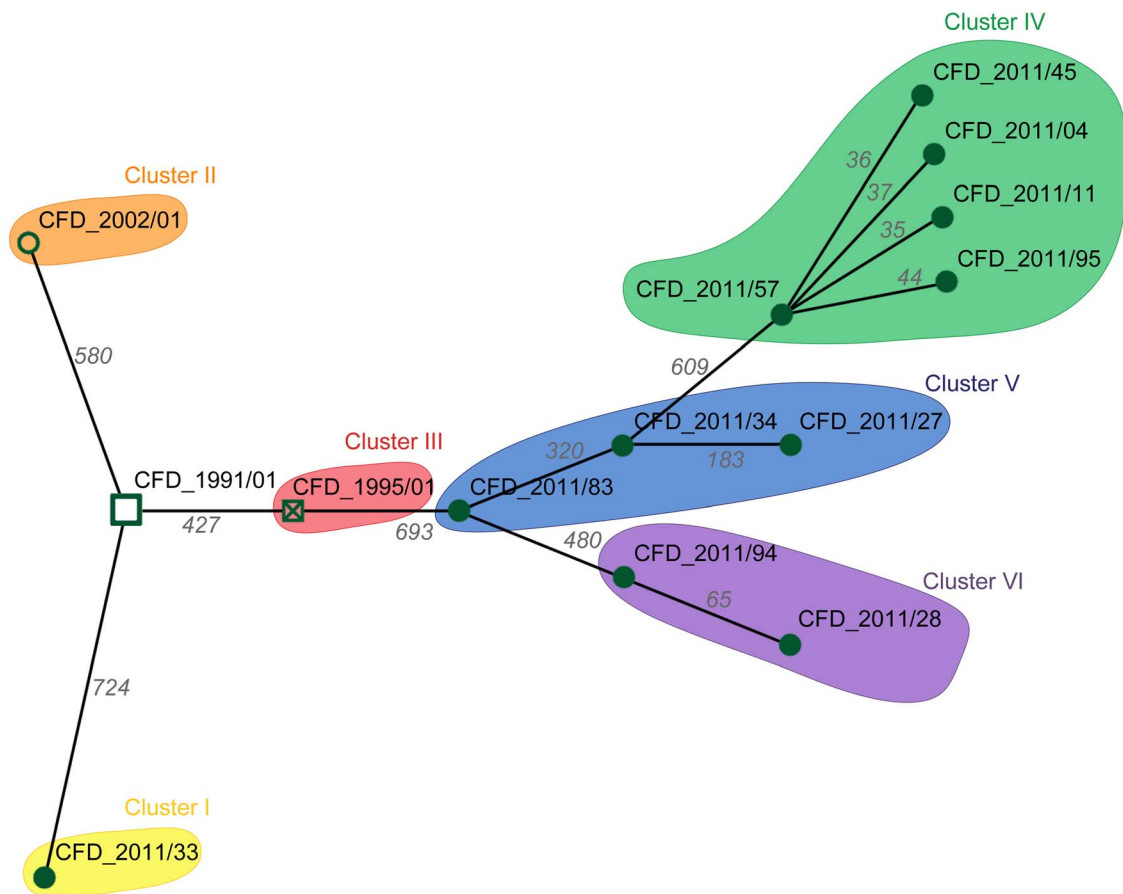 Cluster IV
CFD_2011/45
CFD_2011/04
36
Cluster II
37
CFD_2011/11
CFD_2002/01
35
CFD_2011/95
44
CFD_2011/57
580
609
Cluster V
CFD_2011/34
CFD_2011/27
Cluster III
320
183
CFD_1991/01
CFD_1995/01
CFD_2011/83
427
693
480
CFD_2011/94
Cluster VI
65
CFD_2011/28
724
Cluster I
CFD_2011/33